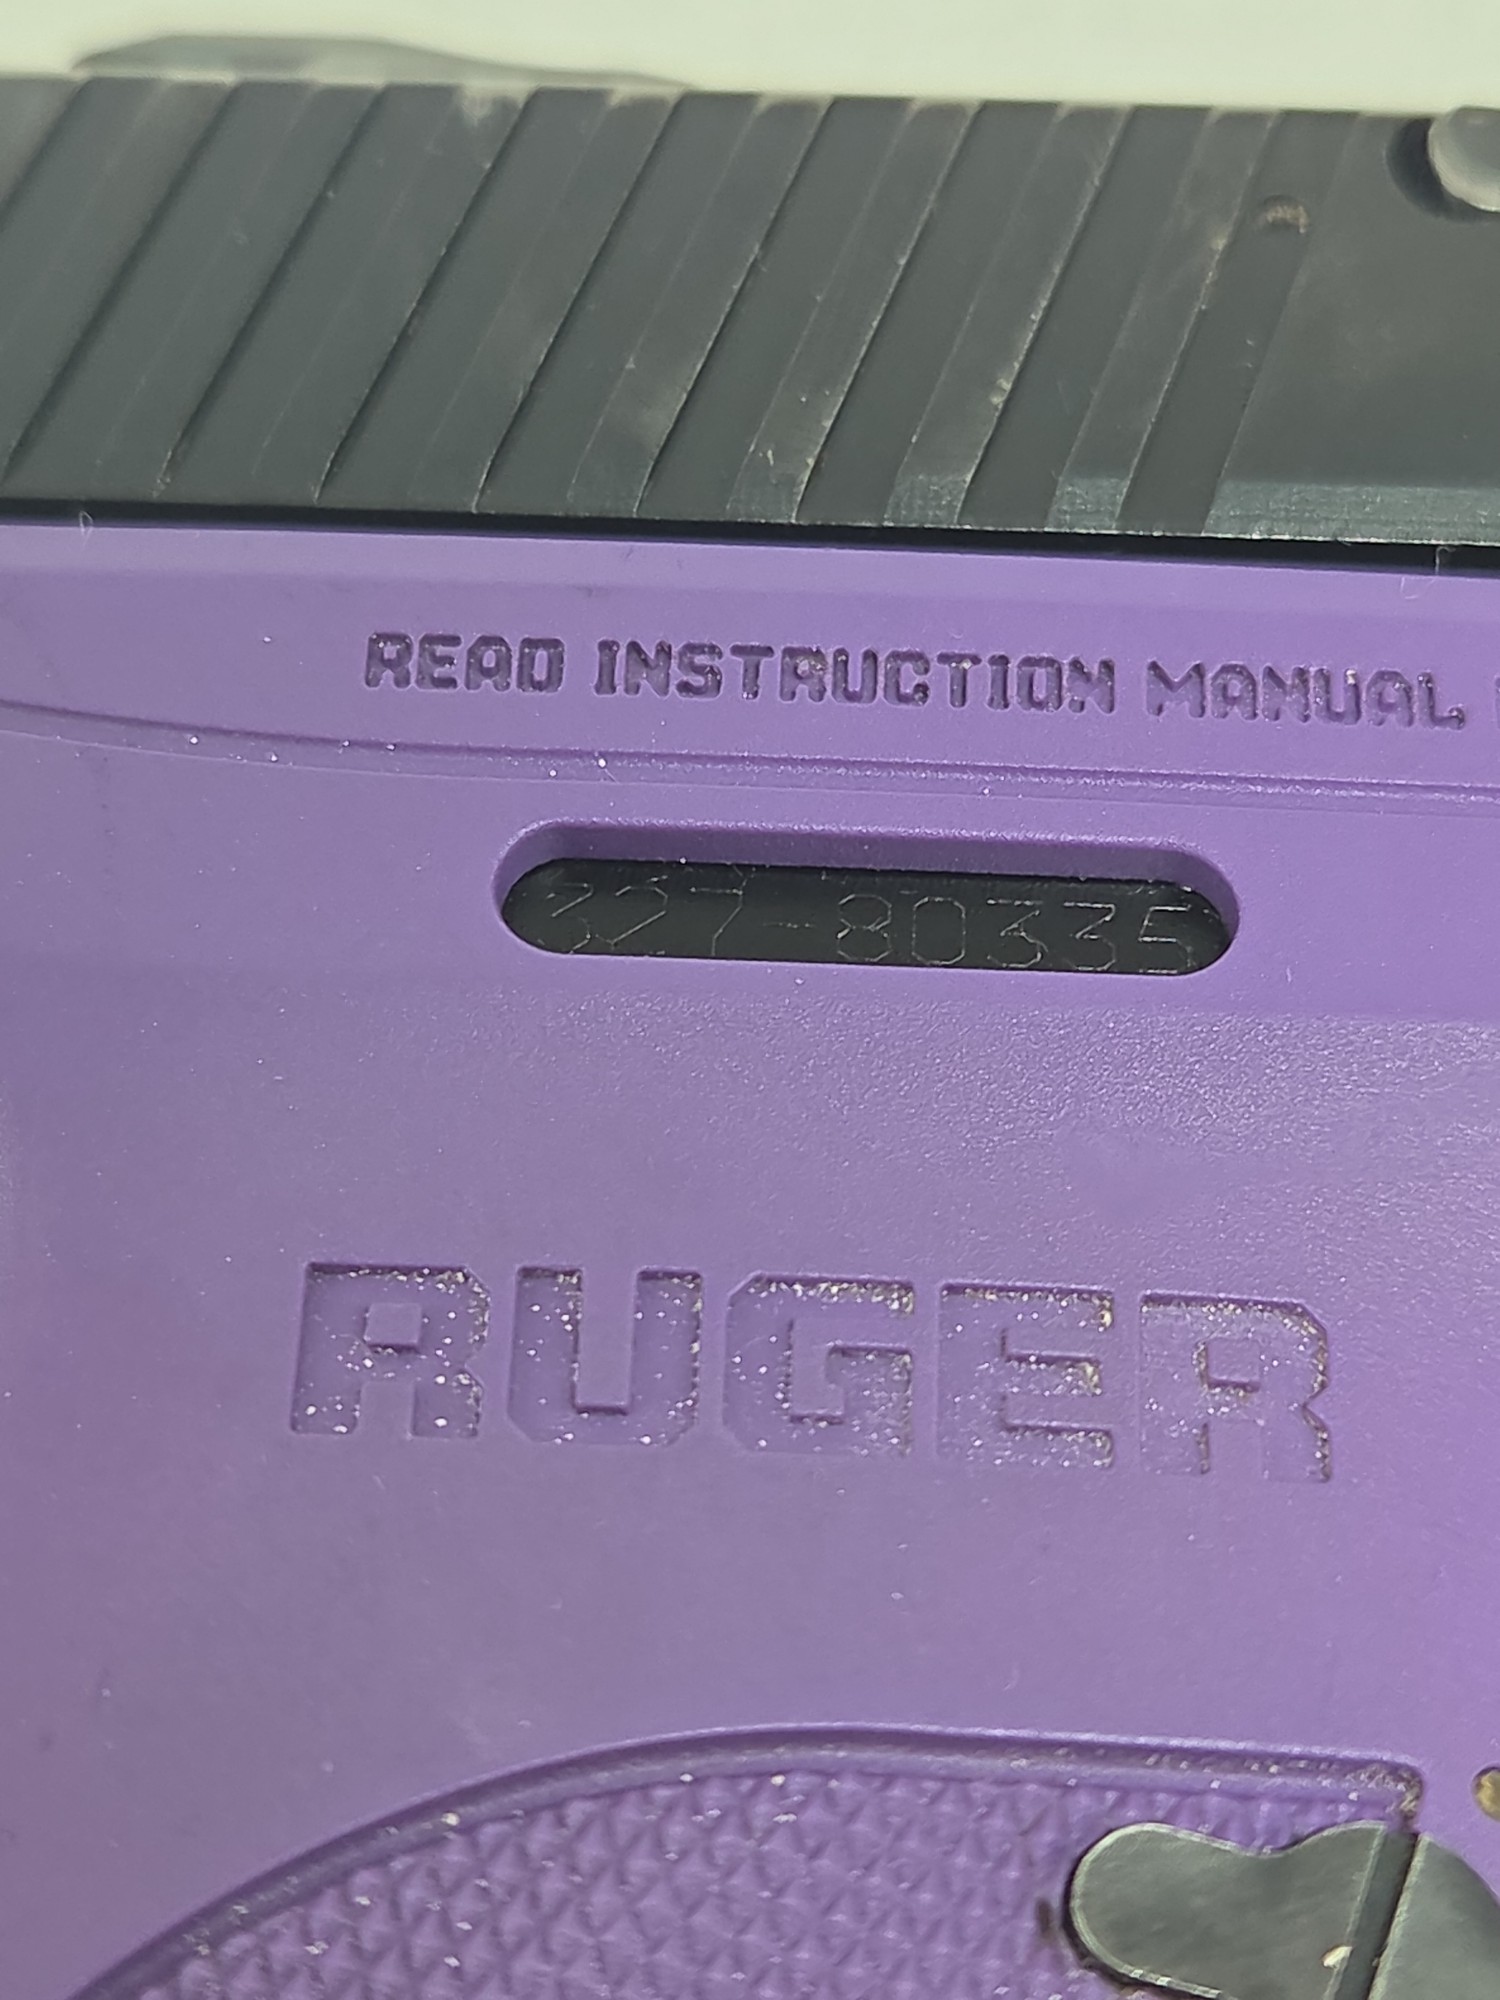 READ INSTRUCTION MANUAL
327-80335
RUGER